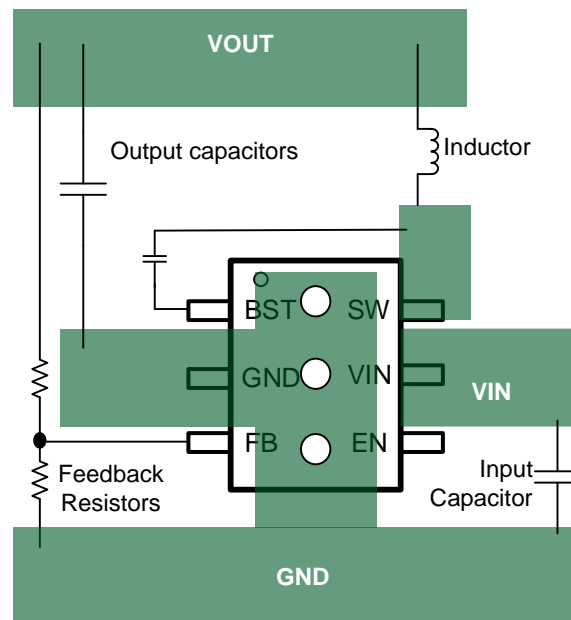 VOUT
Output capacitors
Inductor
BST
SW
GND
VIN
VIN
FB
EN
Feedback
Resistors
Input
Capacitor
GND